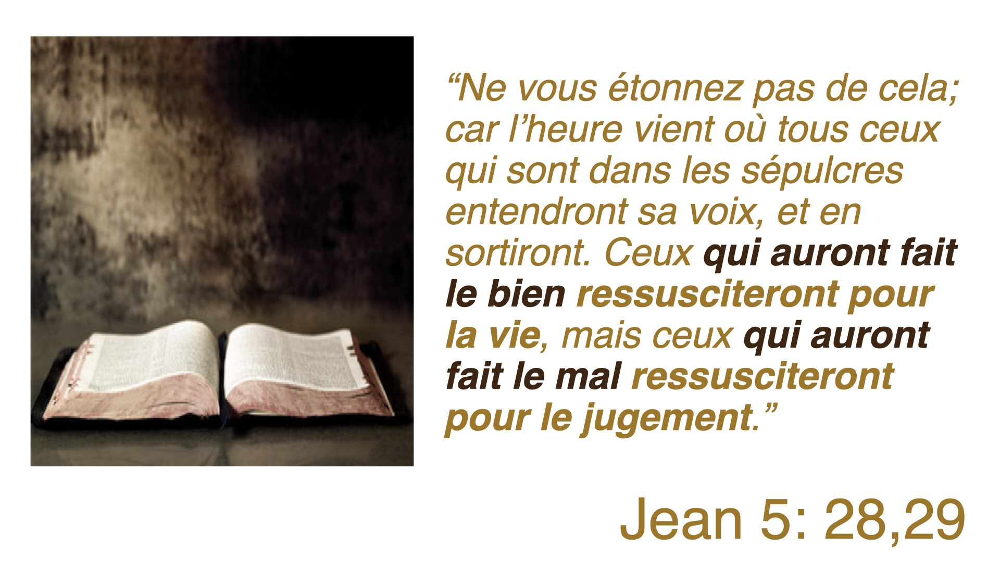 “Ne vous étonnez pas de cela;
car l’heure vient où tous ceux
qui sont dans les sépulcres
entendront sa voix, et en
sortiront. Ceux qui auront fait
le bien ressusciteront pour
la vie, mais ceux qui auront
fait le mal ressusciteront
pour le jugement.”
Jean 5: 28,29